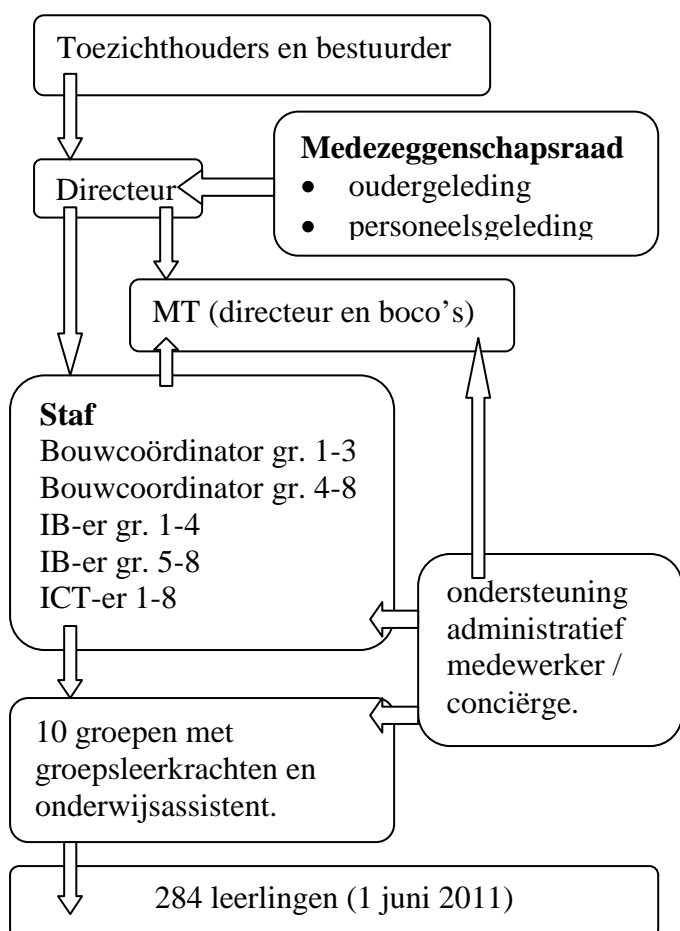 Toezichthouders en bestuurder
Medezeggenschapsraad
• oudergeleding
• personeelsgeleding
Directeur
MT (directeur en boco’s)
Staf
Bouwcoördinator gr. 1-3
Bouwcoordinator gr. 4-8
IB-er gr. 1-4
IB-er gr. 5-8
ICT-er 1-8
ondersteuning
administratief
medewerker /
conciërge.
10 groepen met
groepsleerkrachten en
onderwijsassistent.
284 leerlingen (1 juni 2011)